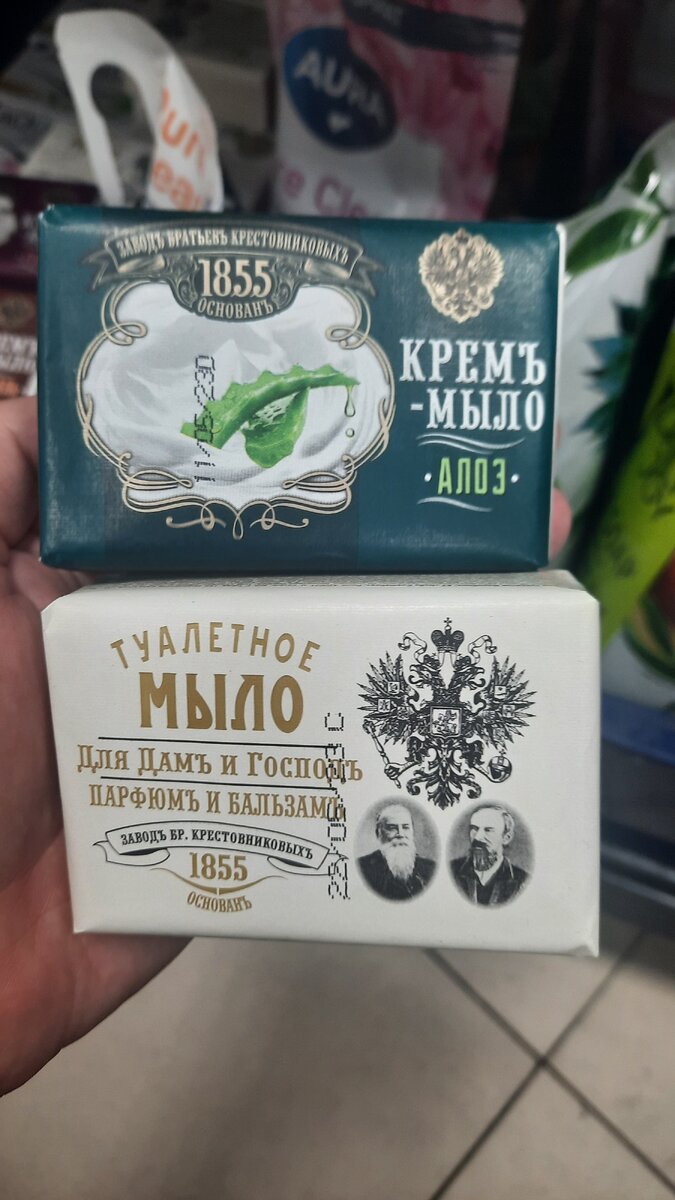 AURA
ЗАВОДЪ БРАТЬЕВЪ КРЕСТОВНИКОВЫХЪ
1855
ОСНОВАНЪ
КРЕМЪ
-МЫЛО
·АЛОЭ·
ТУАЛЕТНОЕ
МЫЛО
Для Дамъ и Господъ
ПАРФЮМЪ И БАЛЬЗАМЪ
ЗАВОДЪ БР. КРЕСТОВНИКОВЫХЪ
1855
ОСНОВАНЪ